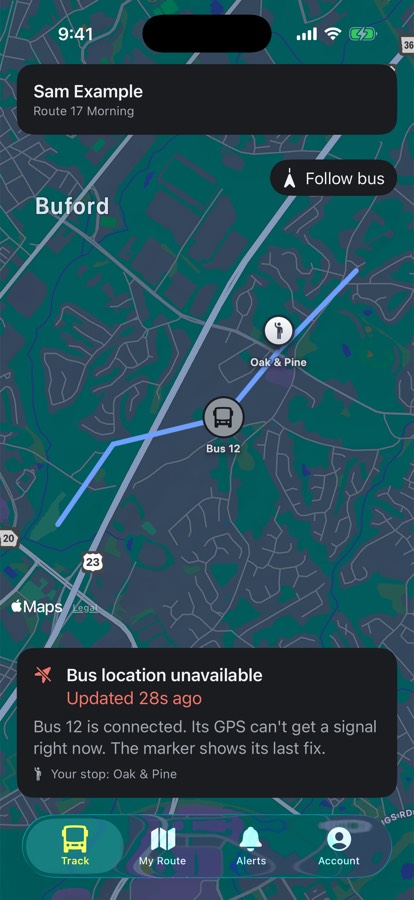 9:41
36
Sam Example
Route 17 Morning
Follow bus
Buford
Oak & Pine
Bus 12
20
23
Maps
Legal
Bus location unavailable
Updated 28s ago
Bus 12 is connected. Its GPS can't get a signal
right now. The marker shows its last fix.
Your stop: Oak & Pine
Track
My Route
Alerts
Account